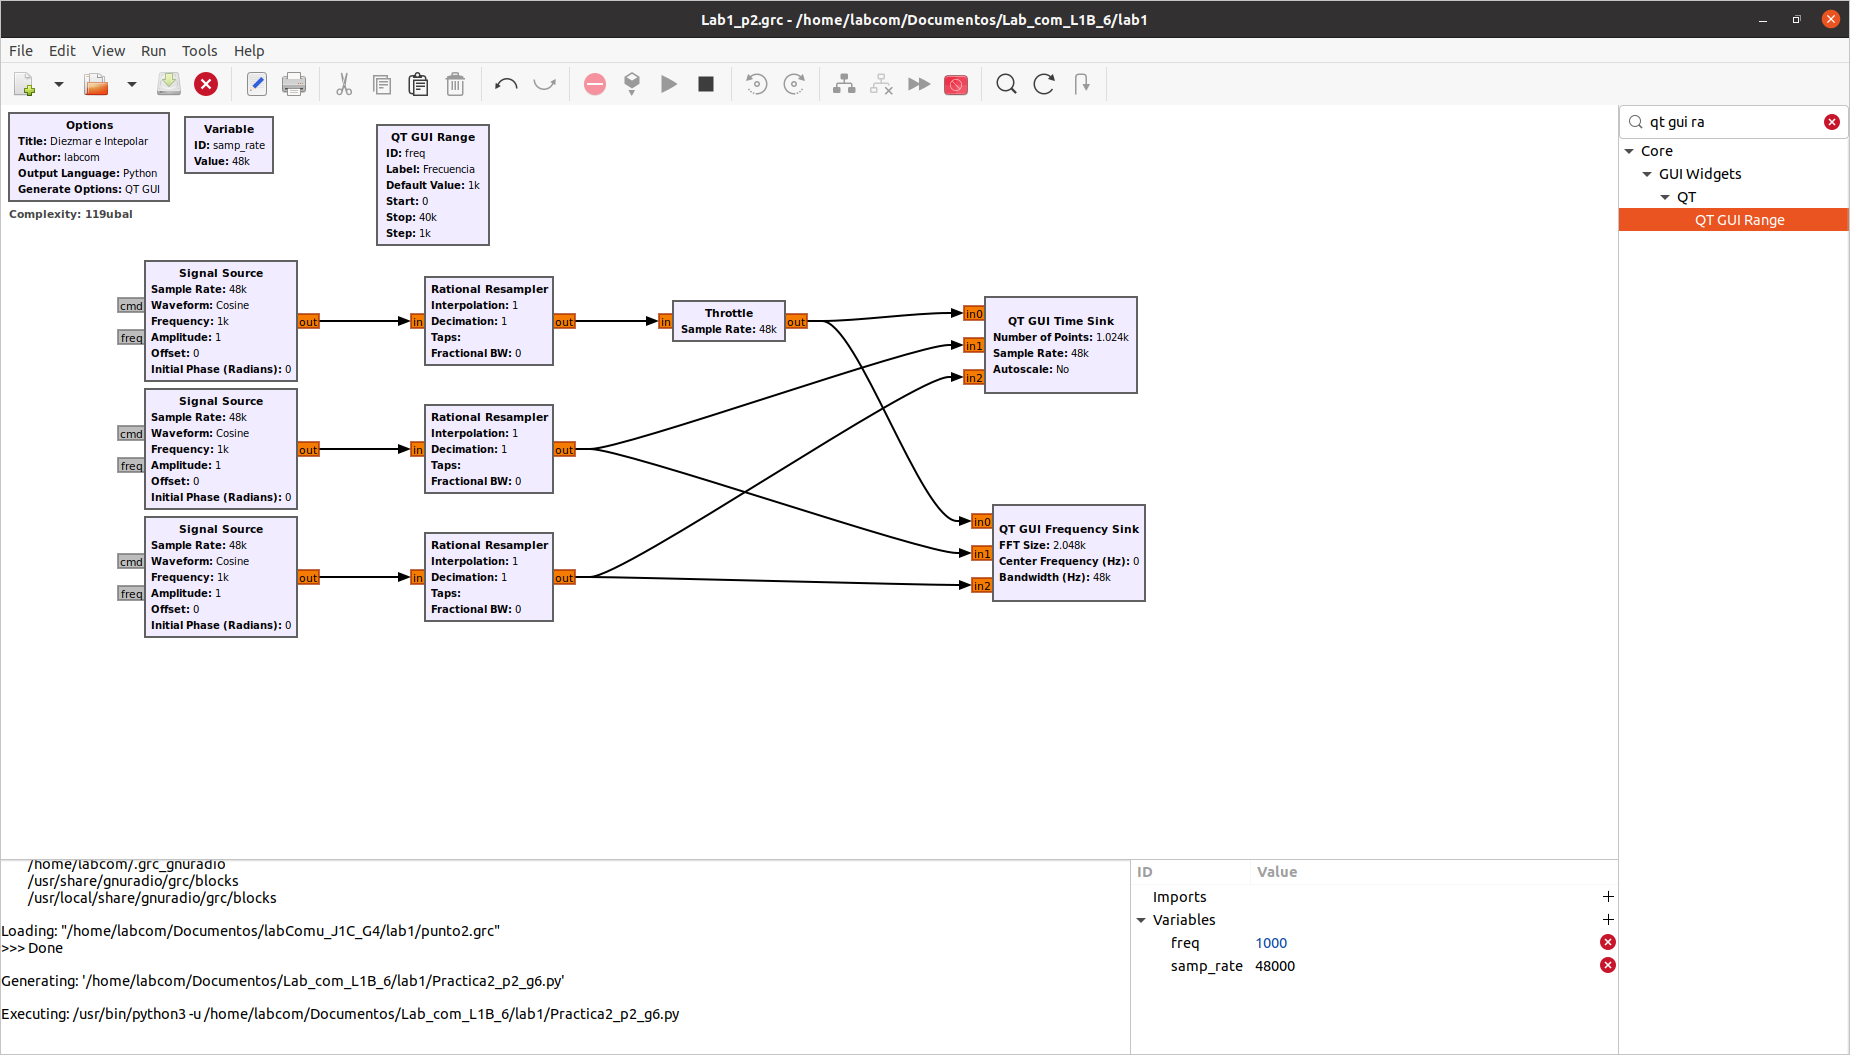 Lab1_p2.grc - /home/labcom/Documentos/Lab_com_L1B_6/lab1
File Edit View Run Tools Help
Options
Title: Diezmar e Intepolar
Author: labcom
Output Language: Python
Generate Options: QT GUI
Complexity: 119ubal
Variable
ID: samp_rate
Value: 48k
QT GUI Range
ID: freq
Label: Frecuencia
Default Value: 1k
Start: 0
Stop: 40k
Step: 1k
cmd
freq
Signal Source
Sample Rate: 48k
Waveform: Cosine
Frequency: 1k
Amplitude: 1
Offset: 0
Initial Phase (Radians): 0
out
in
Rational Resampler
Interpolation: 1
Decimation: 1
Taps:
Fractional BW: 0
out
in
Throttle
Sample Rate: 48k
out
in0
in1
in2
QT GUI Time Sink
Number of Points: 1.024k
Sample Rate: 48k
Autoscale: No
cmd
freq
Signal Source
Sample Rate: 48k
Waveform: Cosine
Frequency: 1k
Amplitude: 1
Offset: 0
Initial Phase (Radians): 0
out
in
Rational Resampler
Interpolation: 1
Decimation: 1
Taps:
Fractional BW: 0
out
cmd
freq
Signal Source
Sample Rate: 48k
Waveform: Cosine
Frequency: 1k
Amplitude: 1
Offset: 0
Initial Phase (Radians): 0
out
in
Rational Resampler
Interpolation: 1
Decimation: 1
Taps:
Fractional BW: 0
out
in0
in1
in2
QT GUI Frequency Sink
FFT Size: 2.048k
Center Frequency (Hz): 0
Bandwidth (Hz): 48k
qt gui ra
Core
GUI Widgets
QT
QT GUI Range
/home/labcom/.grc_gnuradio
/usr/share/gnuradio/grc/blocks
/usr/local/share/gnuradio/grc/blocks
Loading: "/home/labcom/Documentos/labComu_J1C_G4/lab1/punto2.grc"
>>> Done
Generating: '/home/labcom/Documentos/Lab_com_L1B_6/lab1/Practica2_p2_g6.py'
Executing: /usr/bin/python3 -u /home/labcom/Documentos/Lab_com_L1B_6/lab1/Practica2_p2_g6.py
ID Value
Imports
Variables
freq 1000
samp_rate 48000